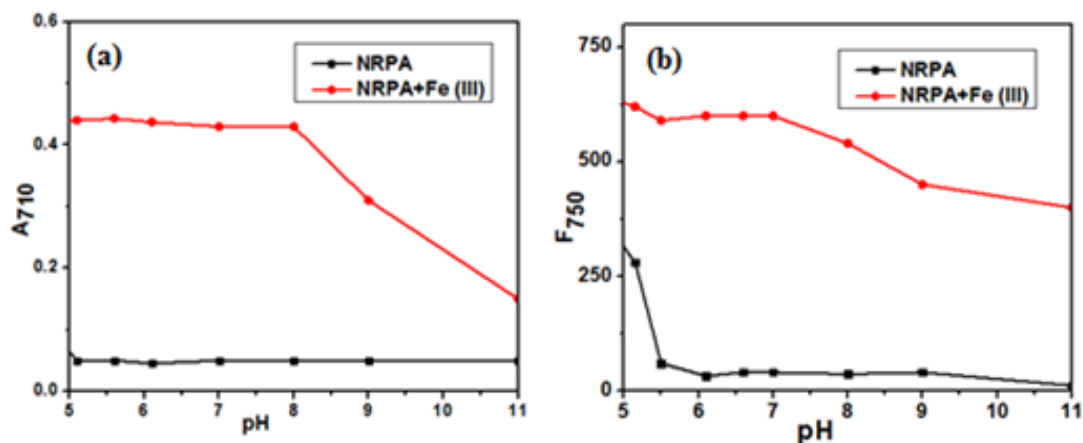 (a)
NRPA
NRPA+Fe (III)
0.6
0.4
0.2
0.0
A710
5 6 7 8 9 10 11
pH
(b)
NRPA
NRPA+Fe (III)
750
500
250
0
F750
5 6 7 8 9 10 11
pH